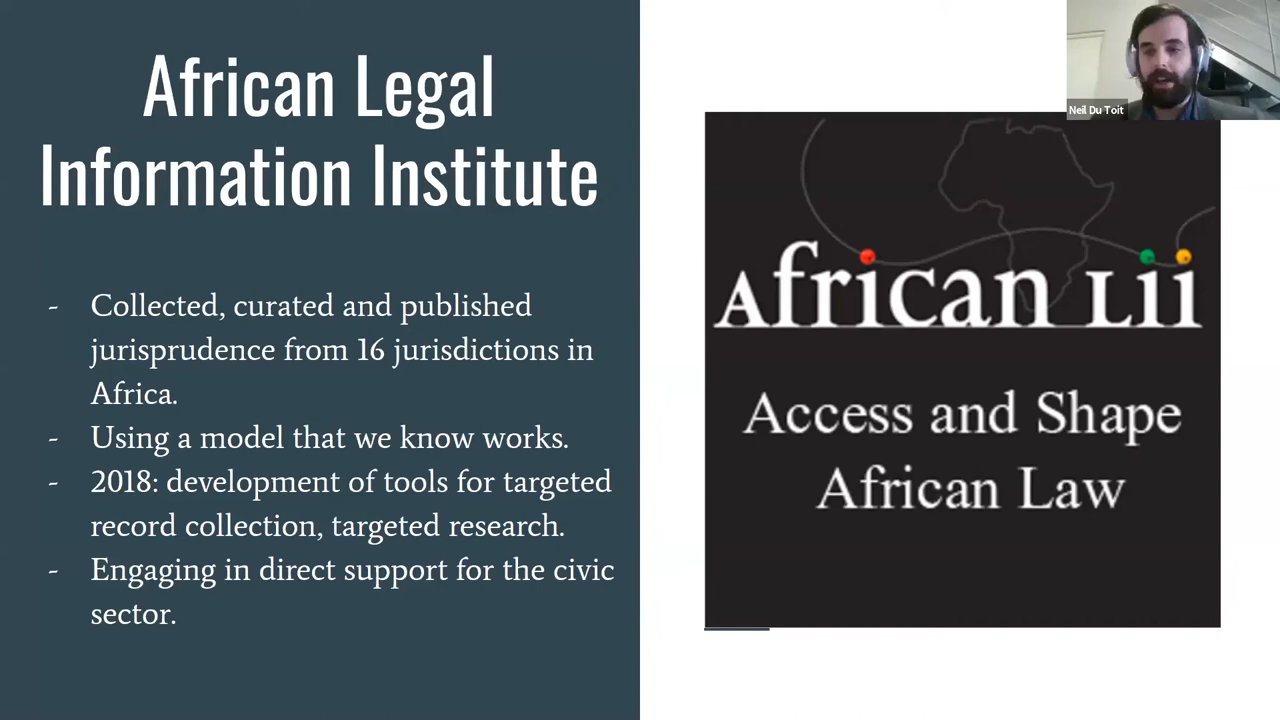 African Legal
Information Institute
- Collected, curated and published
jurisprudence from 16 jurisdictions in
Africa.
- Using a model that we know works.
- 2018: development of tools for targeted
record collection, targeted research.
- Engaging in direct support for the civic
sector.
Neil Du Toit
African Lii
Access and Shape
African Law